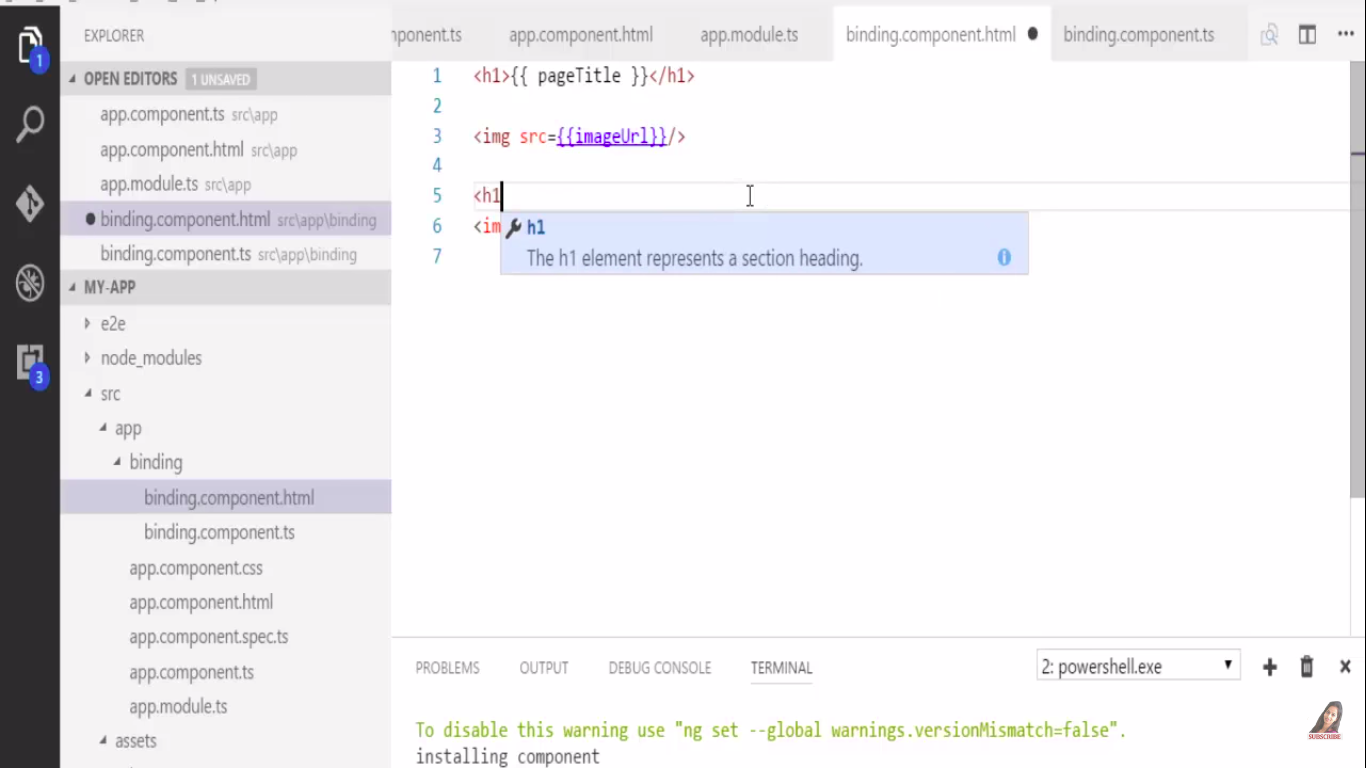 EXPLORER
OPEN EDITORS 1 UNSAVED
app.component.ts src\app
app.component.html src\app
app.module.ts src\app
binding.component.html src\app\binding
binding.component.ts src\app\binding
MY-APP
e2e
node_modules
src
app
binding
binding.component.html
binding.component.ts
app.component.css
app.component.html
app.component.spec.ts
app.component.ts
app.module.ts
assets
1
3
nponent.ts app.component.html app.module.ts binding.component.html binding.component.ts
1 <h1>{{ pageTitle }}</h1>
2
3 <img src={{imageUrl}}/>
4
5 <h1
6 <im
7
h1
The h1 element represents a section heading.
PROBLEMS OUTPUT DEBUG CONSOLE TERMINAL 2: powershell.exe
To disable this warning use "ng set --global warnings.versionMismatch=false".
installing component
SUBSCRIBE